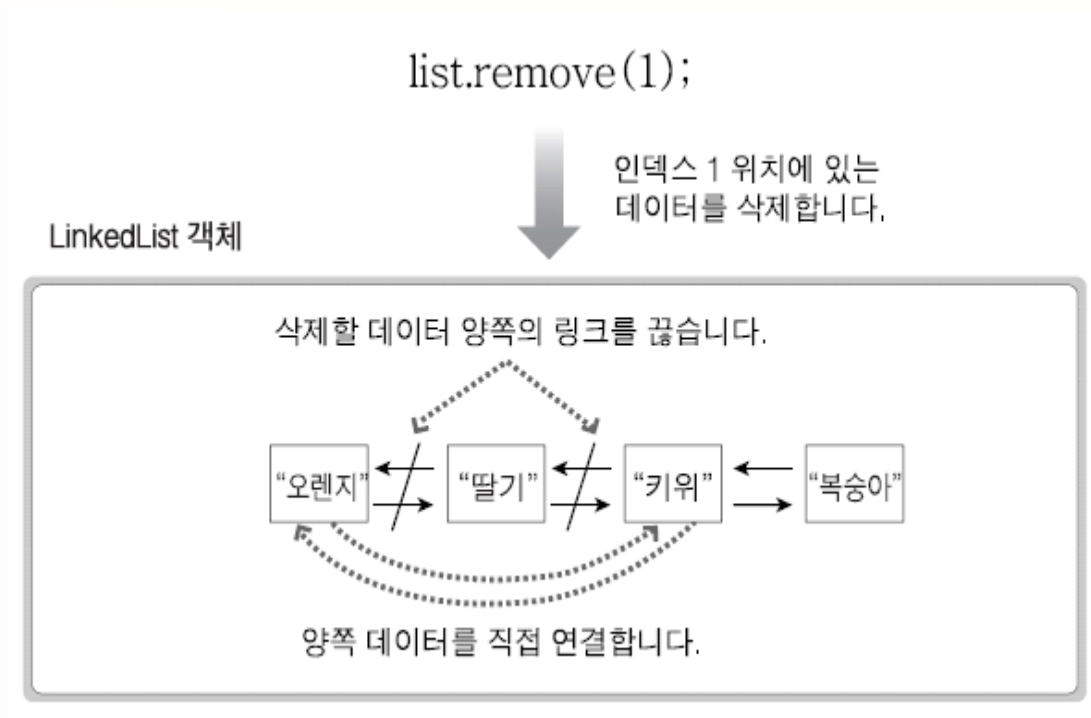 list.remove(1);
인덱스 1 위치에 있는
데이터를 삭제합니다.
LinkedList 객체
삭제할 데이터 양쪽의 링크를 끊습니다.
“오렌지” “딸기” “키위” “복숭아”
양쪽 데이터를 직접 연결합니다.